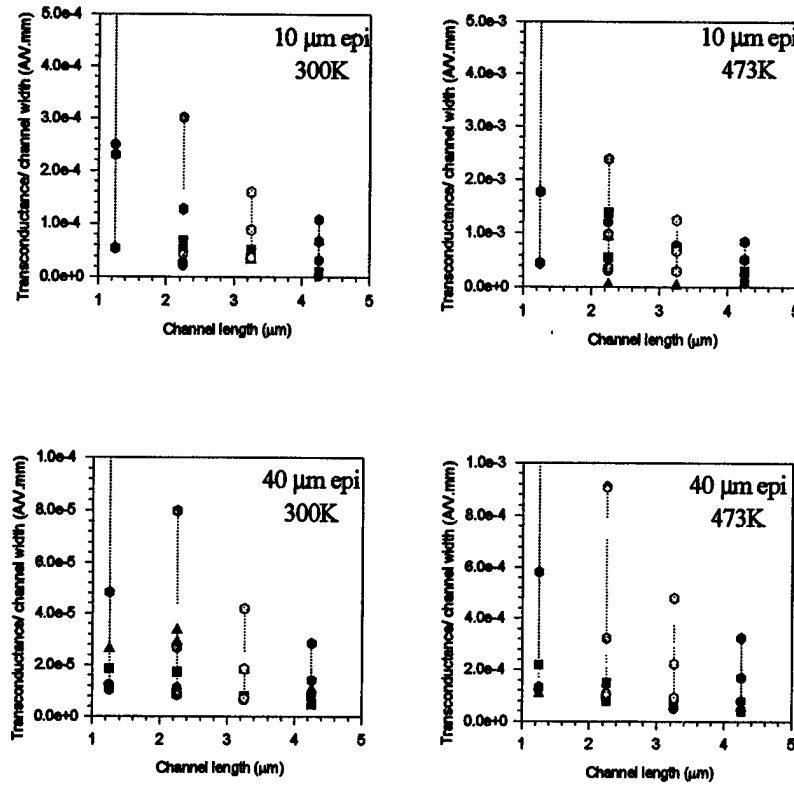 Transconductance/ channel width (A/V.mm)
5.0e-4
4.0e-4
3.0e-4
2.0e-4
1.0e-4
0.0e+0
1 2 3 4 5
Channel length (μm)
10 μm epi
300K
Transconductance/ channel width (A/V.mm)
5.0e-3
4.0e-3
3.0e-3
2.0e-3
1.0e-3
0.0e+0
1 2 3 4 5
Channel length (μm)
10 μm epi
473K
Transconductance/ channel width (A/V.mm)
1.0e-4
8.0e-5
6.0e-5
4.0e-5
2.0e-5
0.0e+0
1 2 3 4 5
Channel length (μm)
40 μm epi
300K
Transconductance/ channel width (A/V.mm)
1.0e-3
8.0e-4
6.0e-4
4.0e-4
2.0e-4
0.0e+0
1 2 3 4 5
Channel length (μm)
40 μm epi
473K